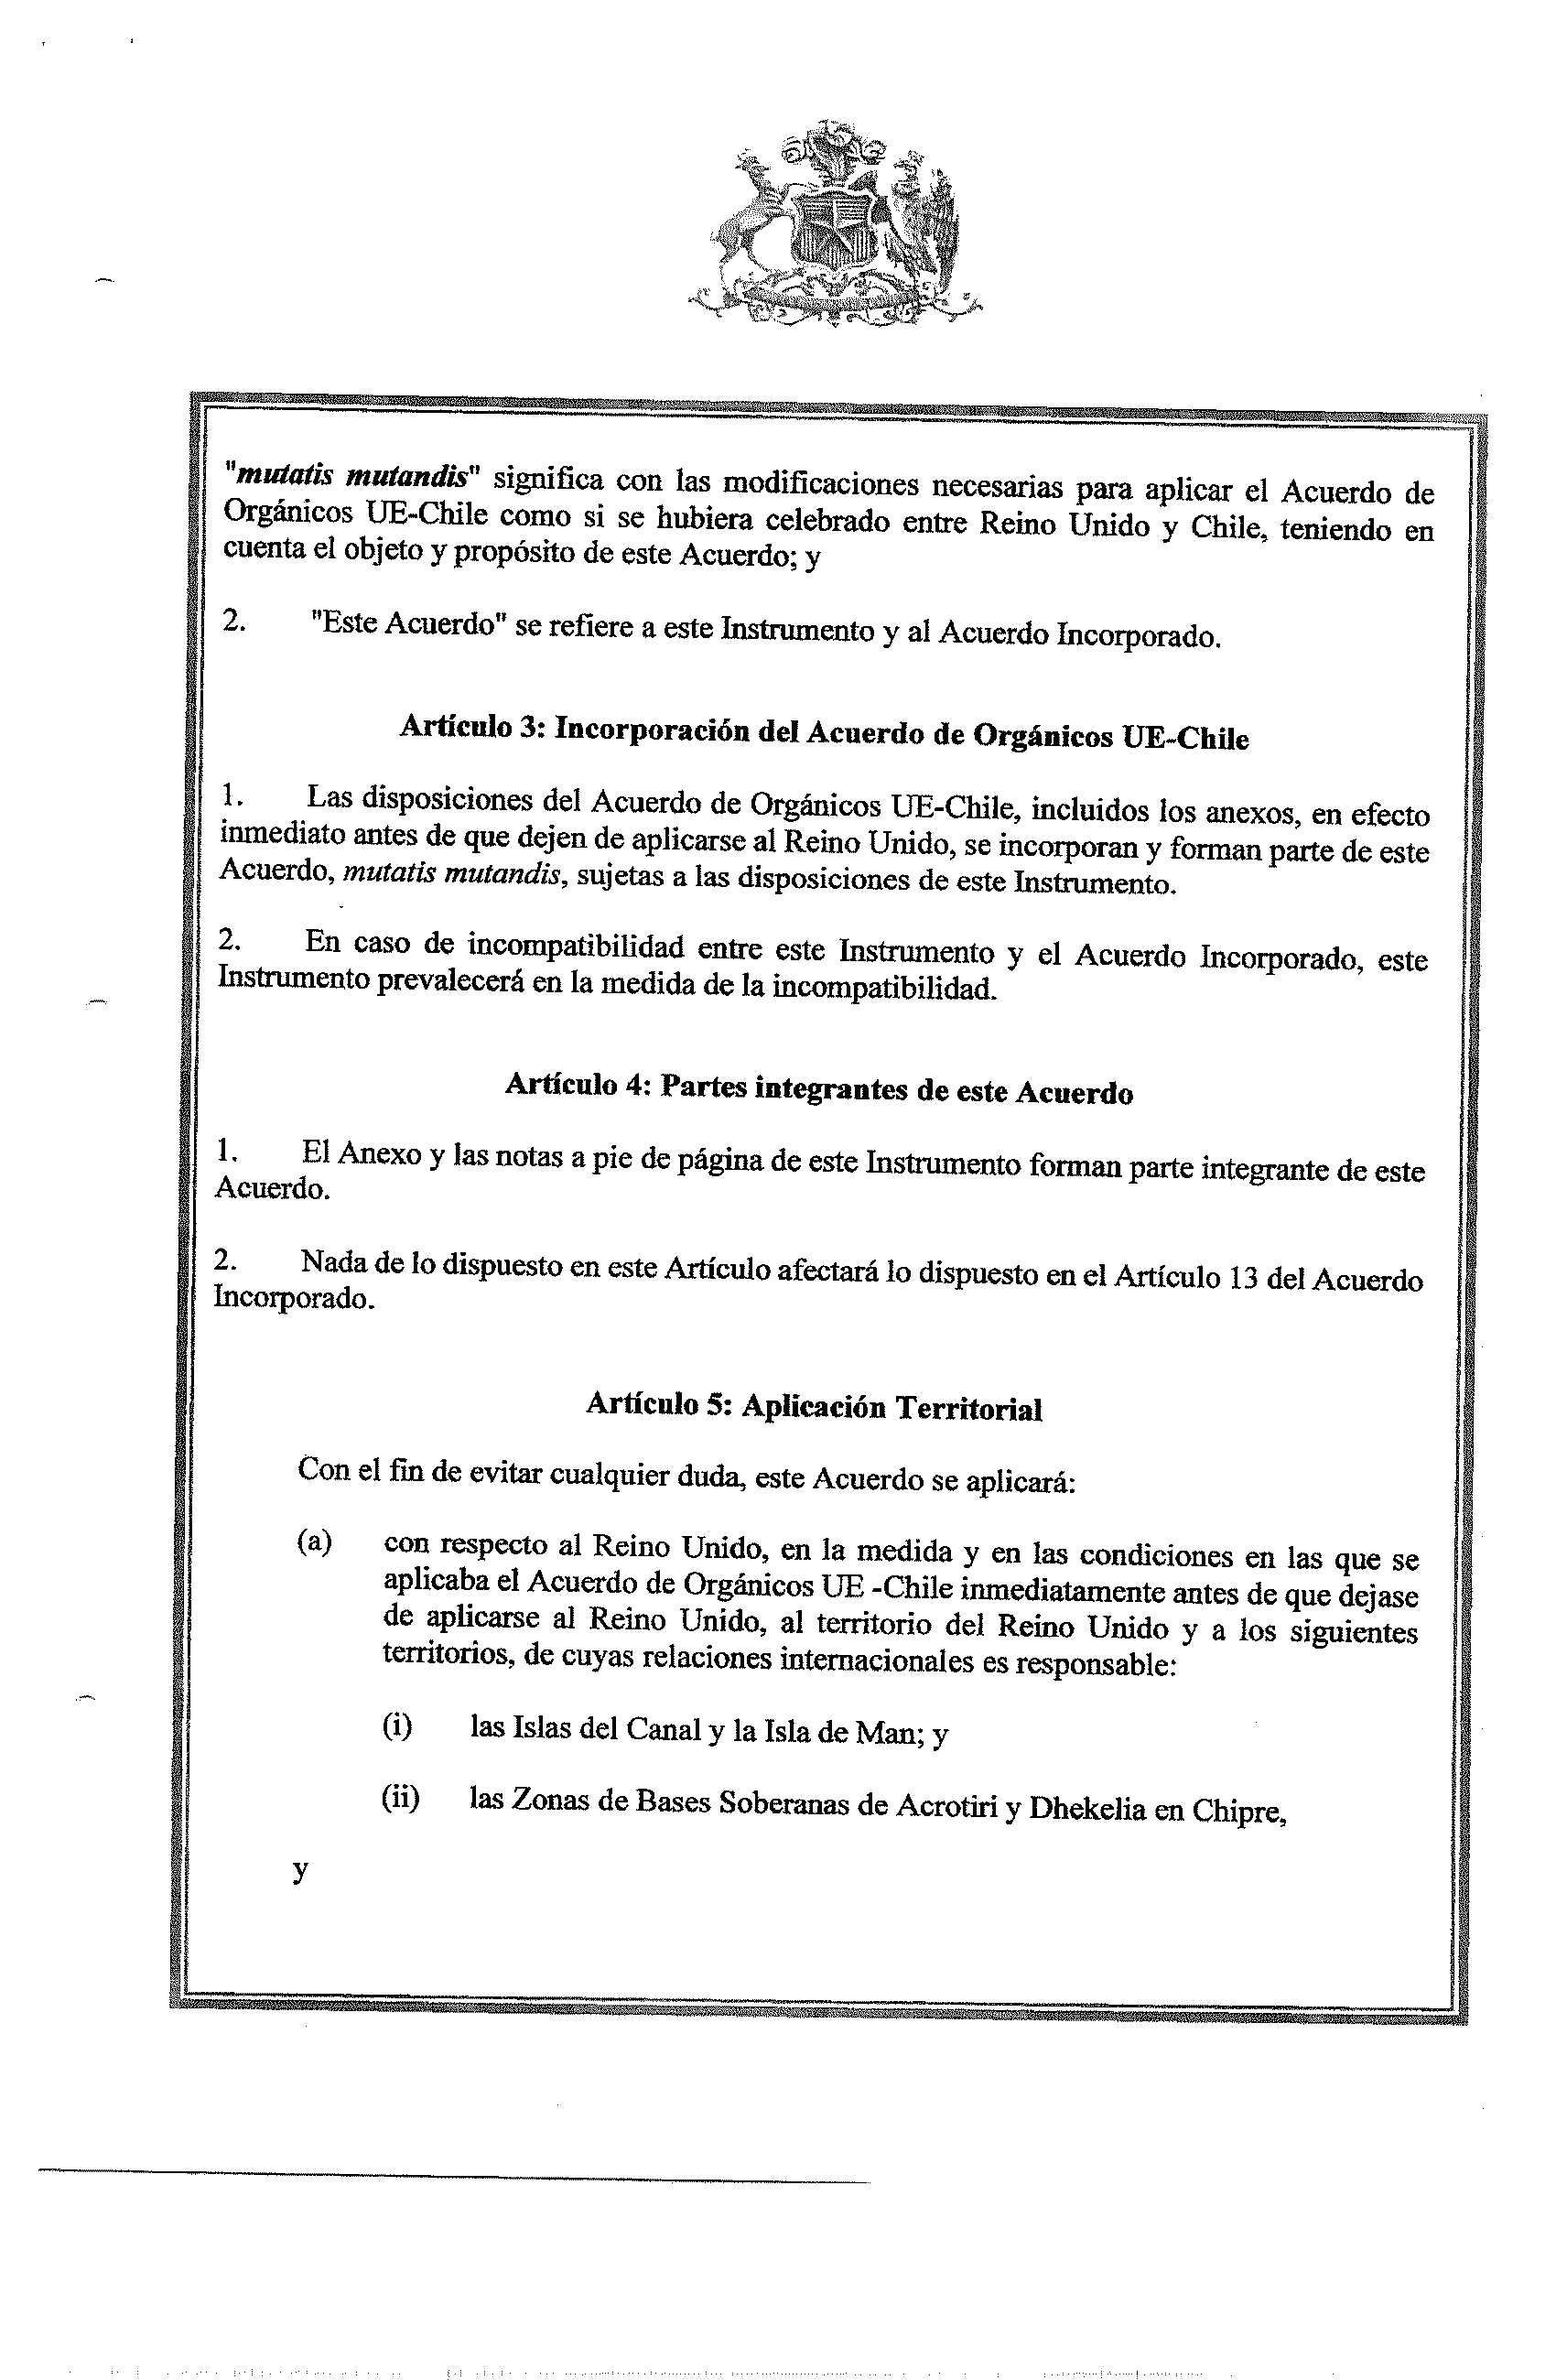 "mutatis mutandis" significa con las modificaciones necesarias para aplicar el Acuerdo de
Orgánicos UE-Chile como si se hubiera celebrado entre Reino Unido y Chile, teniendo en
cuenta el objeto y propósito de este Acuerdo; y
2. "Este Acuerdo" se refiere a este Instrumento y al Acuerdo Incorporado.
Artículo 3: Incorporación del Acuerdo de Orgánicos UE-Chile
1. Las disposiciones del Acuerdo de Orgánicos UE-Chile, incluidos los anexos, en efecto
inmediato antes de que dejen de aplicarse al Reino Unido, se incorporan y forman parte de este
Acuerdo, mutatis mutandis, sujetas a las disposiciones de este Instrumento.
2. En caso de incompatibilidad entre este Instrumento y el Acuerdo Incorporado, este
Instrumento prevalecerá en la medida de la incompatibilidad.
Artículo 4: Partes integrantes de este Acuerdo
1. El Anexo y las notas a pie de página de este Instrumento forman parte integrante de este
Acuerdo.
2. Nada de lo dispuesto en este Artículo afectará lo dispuesto en el Artículo 13 del Acuerdo
Incorporado.
Artículo 5: Aplicación Territorial
Con el fin de evitar cualquier duda, este Acuerdo se aplicará:
(a) con respecto al Reino Unido, en la medida y en las condiciones en las que se
aplicaba el Acuerdo de Orgánicos UE -Chile inmediatamente antes de que dejase
de aplicarse al Reino Unido, al territorio del Reino Unido y a los siguientes
territorios, de cuyas relaciones internacionales es responsable:
(i) las Islas del Canal y la Isla de Man; y
(ii) las Zonas de Bases Soberanas de Acrotiri y Dhekelia en Chipre,
y